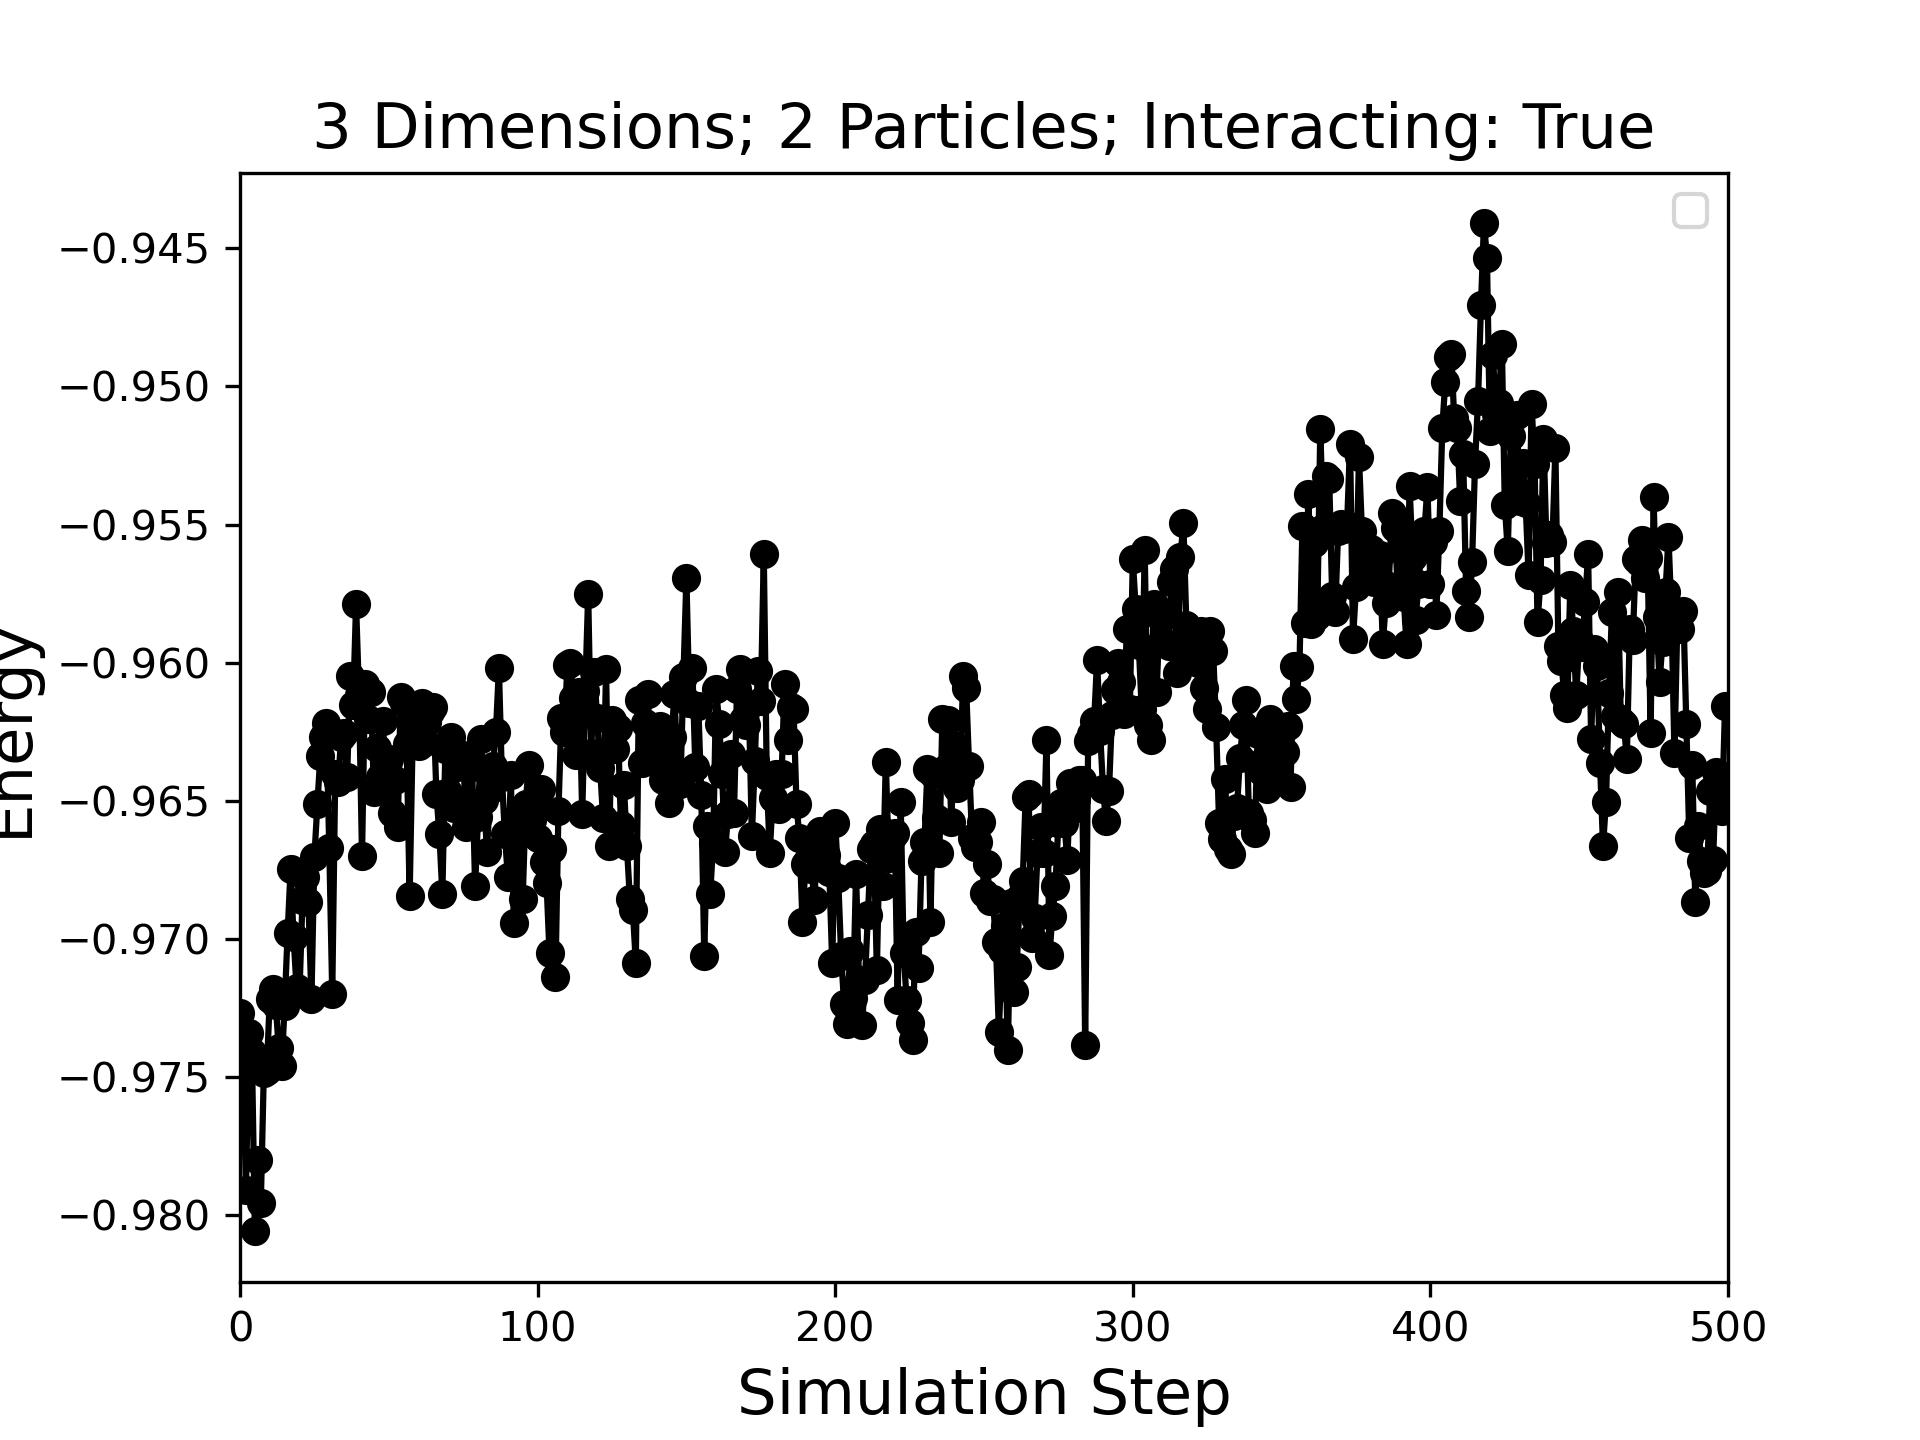 3 Dimensions; 2 Particles; Interacting: True
Energy
−0.945
−0.950
−0.955
−0.960
−0.965
−0.970
−0.975
−0.980
0 100 200 300 400 500
Simulation Step